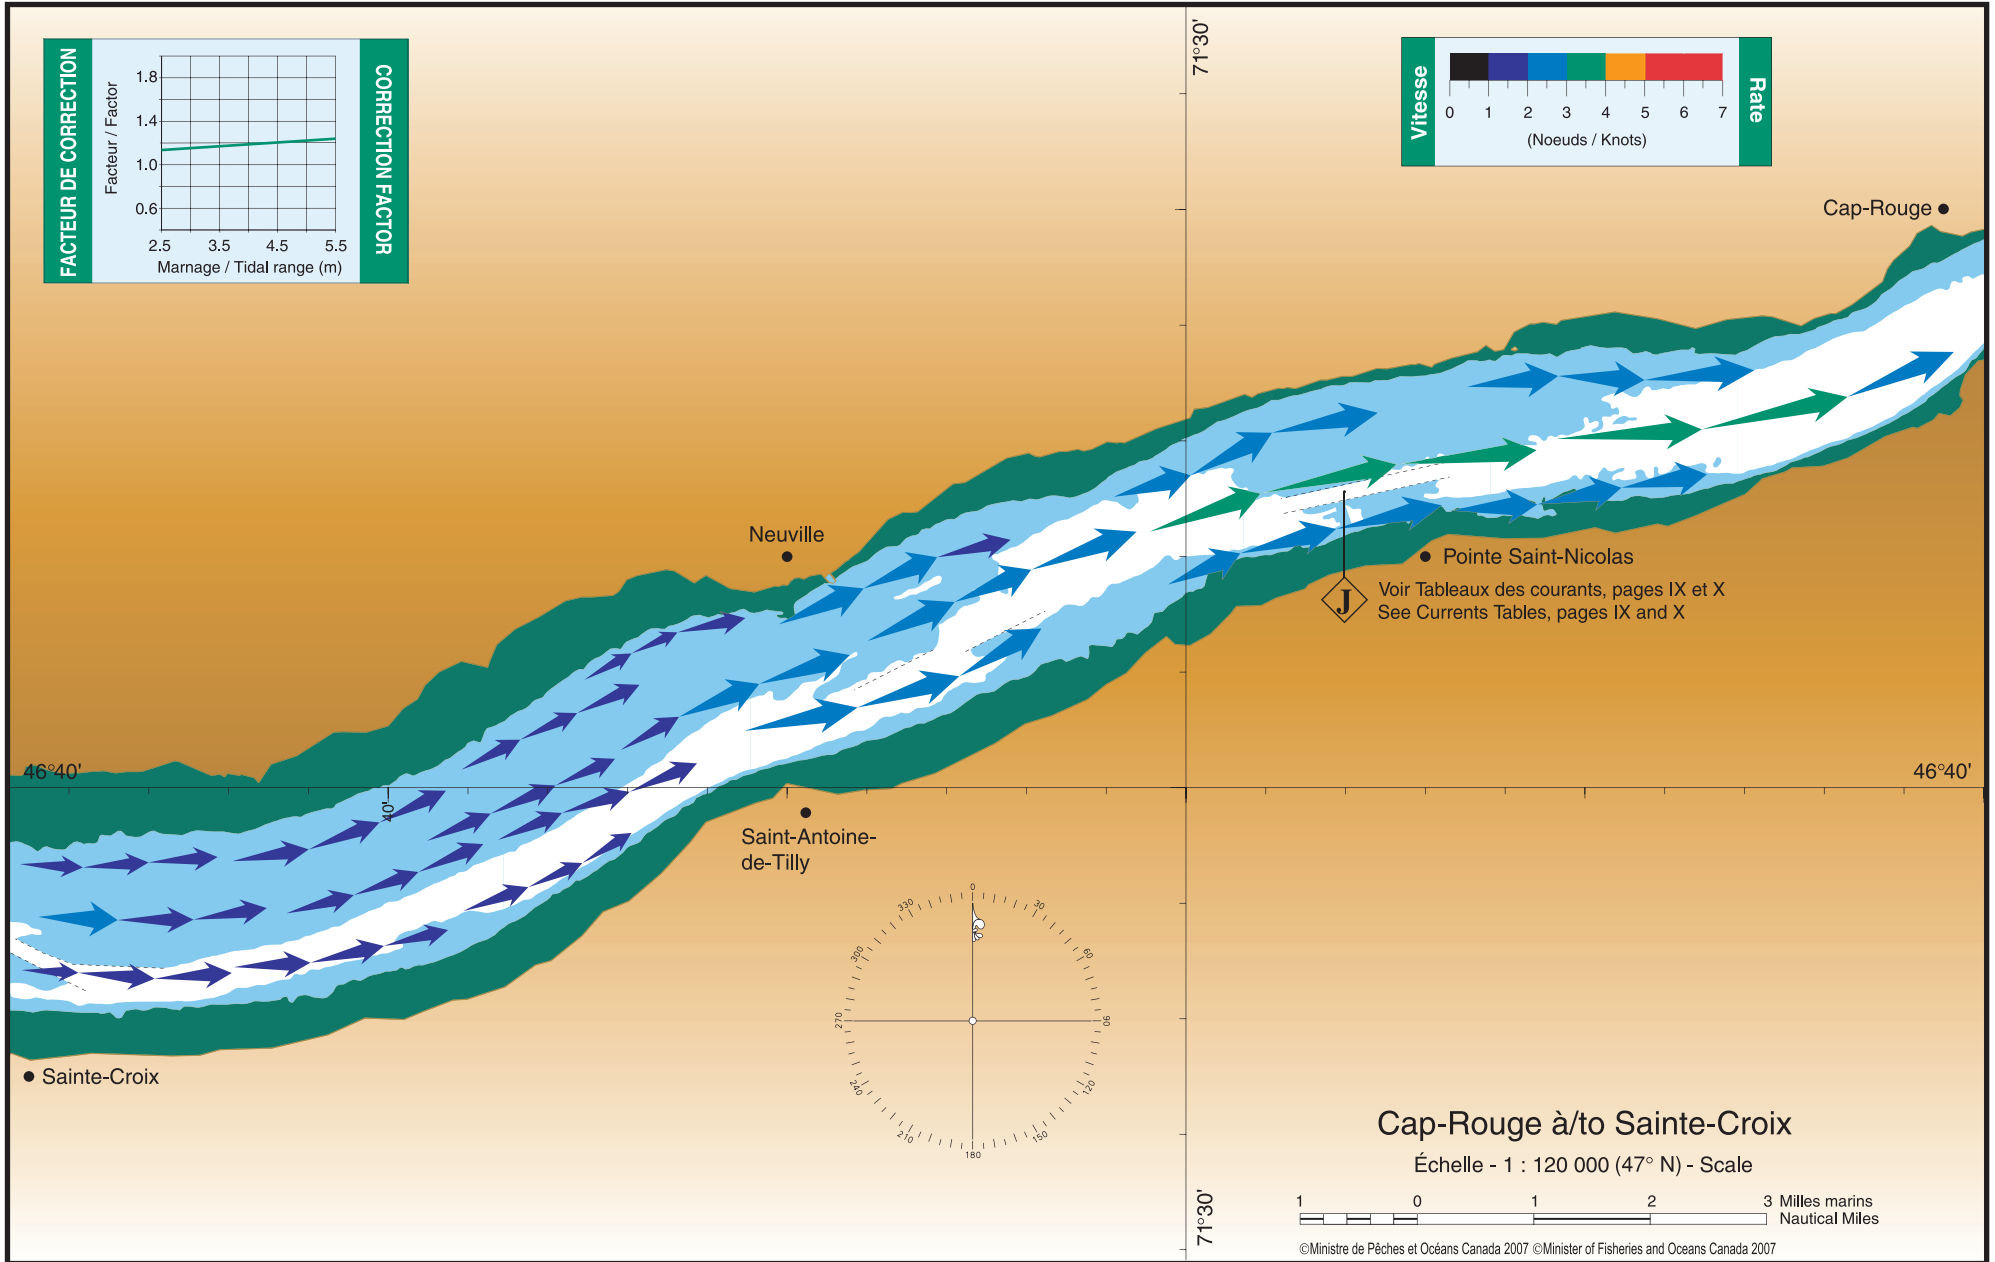 FACTEUR DE CORRECTION
CORRECTION FACTOR
Facteur / Factor
1.8
1.4
1.0
0.6
2.5 3.5 4.5 5.5
Marnage / Tidal range (m)
71°30'
Vitesse
Rate
0 1 2 3 4 5 6 7
(Noeuds / Knots)
Cap-Rouge
Neuville
Pointe Saint-Nicolas
J
Voir Tableaux des courants, pages IX et X
See Currents Tables, pages IX and X
46°40'
46°40'
40'
Saint-Antoine-
de-Tilly
Sainte-Croix
0
30
60
90
120
150
180
210
240
270
300
330
Cap-Rouge à/to Sainte-Croix
Échelle - 1 : 120 000 (47° N) - Scale
71°30'
1 0 1 2 3 Milles marins
Nautical Miles
©Ministre de Pêches et Océans Canada 2007 ©Minister of Fisheries and Oceans Canada 2007